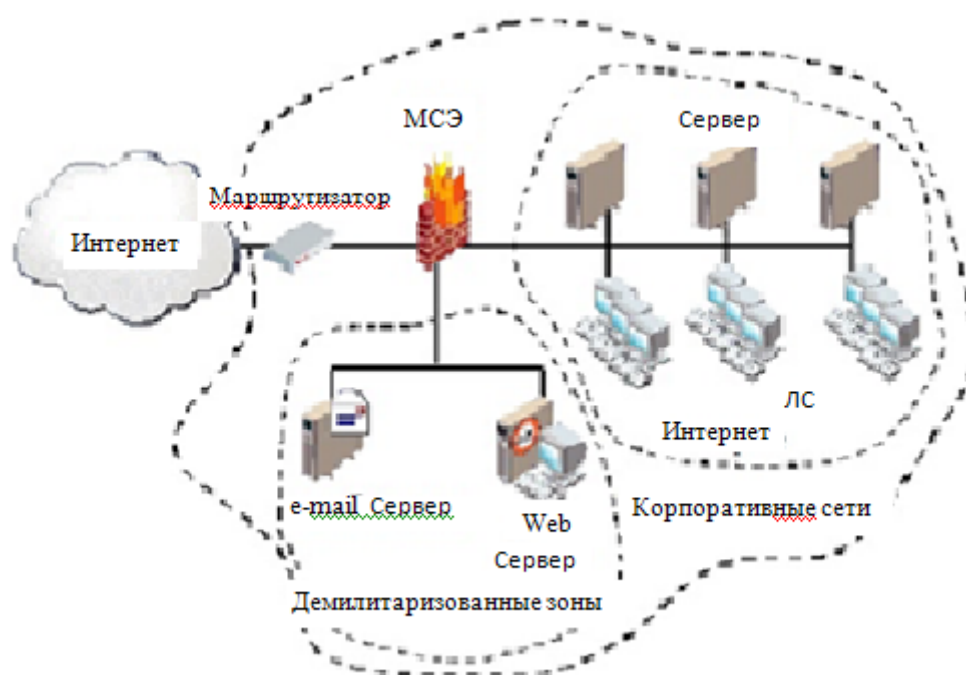 МСЭ
Сервер
Маршрутизатор
Интернет
ЛС
Интернет
e-mail Сервер
Корпоративные сети
Web
Сервер
Демилитаризованные зоны